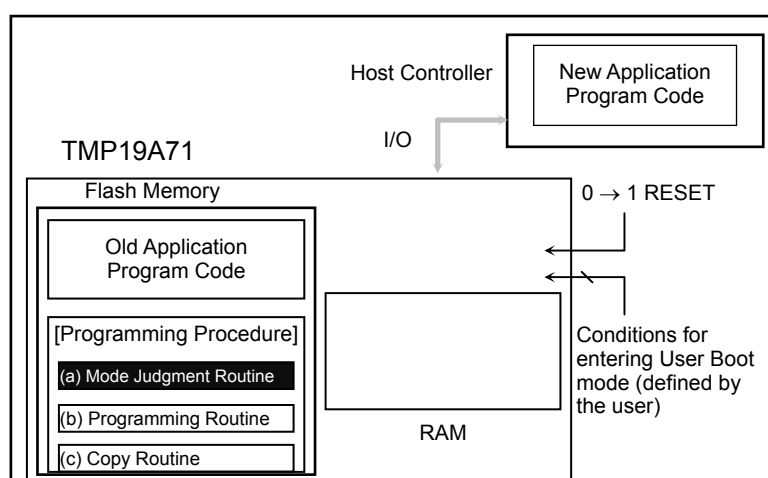 Host Controller
New Application
Program Code
I/O
TMP19A71
Flash Memory
0 → 1 RESET
Old Application
Program Code
[Programming Procedure]
(a) Mode Judgment Routine
(b) Programming Routine
(c) Copy Routine
RAM
Conditions for
entering User Boot
mode (defined by
the user)